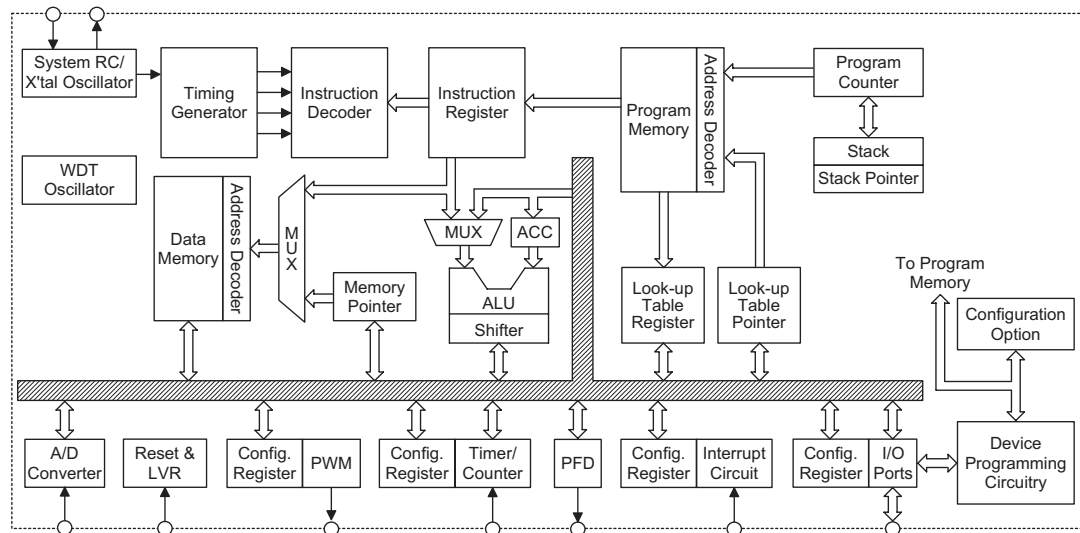 System RC/
X'tal Oscillator
Timing
Generator
Instruction
Decoder
Instruction
Register
Program
Memory
Address Decoder
Program
Counter
Stack
Stack Pointer
WDT
Oscillator
Data
Memory
Address Decoder
MUX
Memory
Pointer
MUX
ACC
ALU
Shifter
Look-up
Table
Register
Look-up
Table
Pointer
To Program
Memory
Configuration
Option
A/D
Converter
Reset &
LVR
Config.
Register
PWM
Config.
Register
Timer/
Counter
PFD
Config.
Register
Interrupt
Circuit
Config.
Register
I/O
Ports
Device
Programming
Circuitry